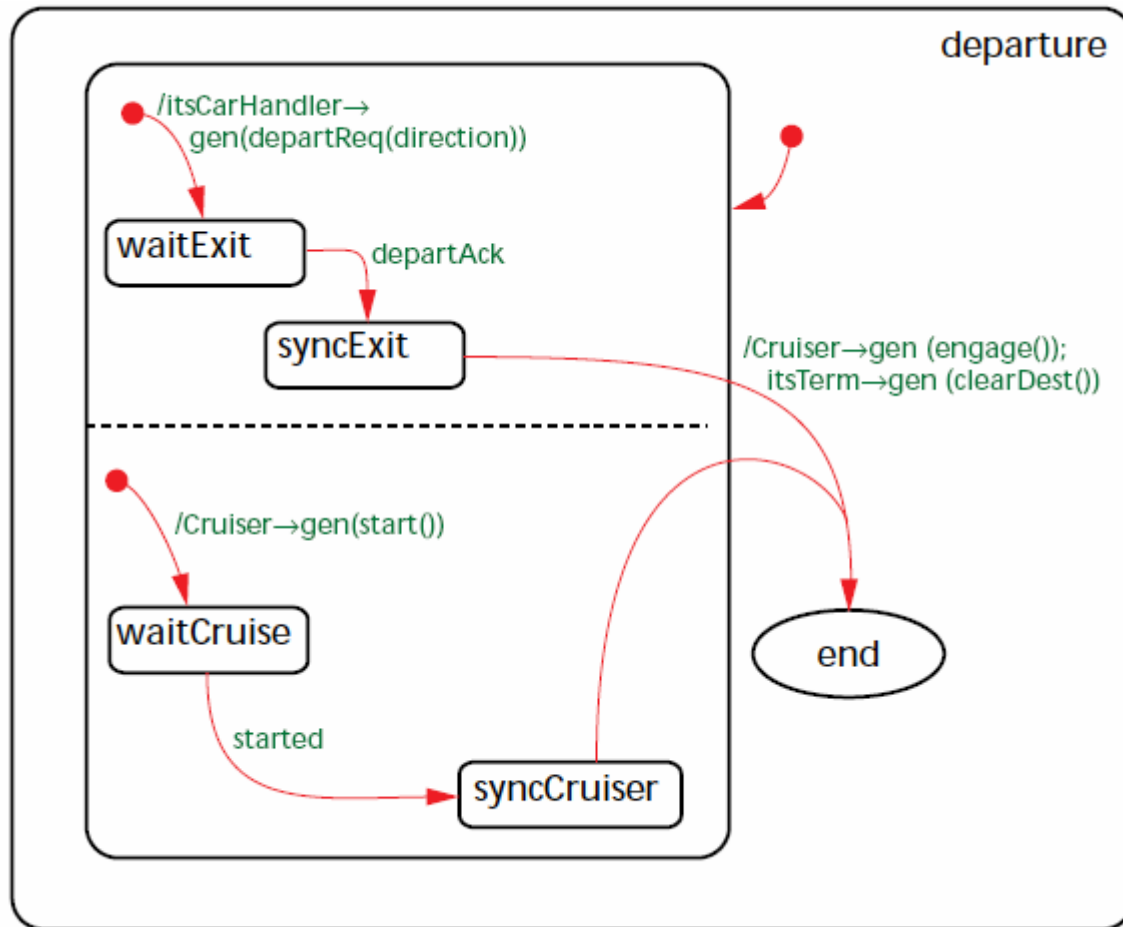 departure
/itsCarHandler→
gen(departReq(direction))
waitExit
departAck
syncExit
/Cruiser→gen (engage());
itsTerm→gen (clearDest())
/Cruiser→gen(start())
waitCruise
end
started
syncCruiser